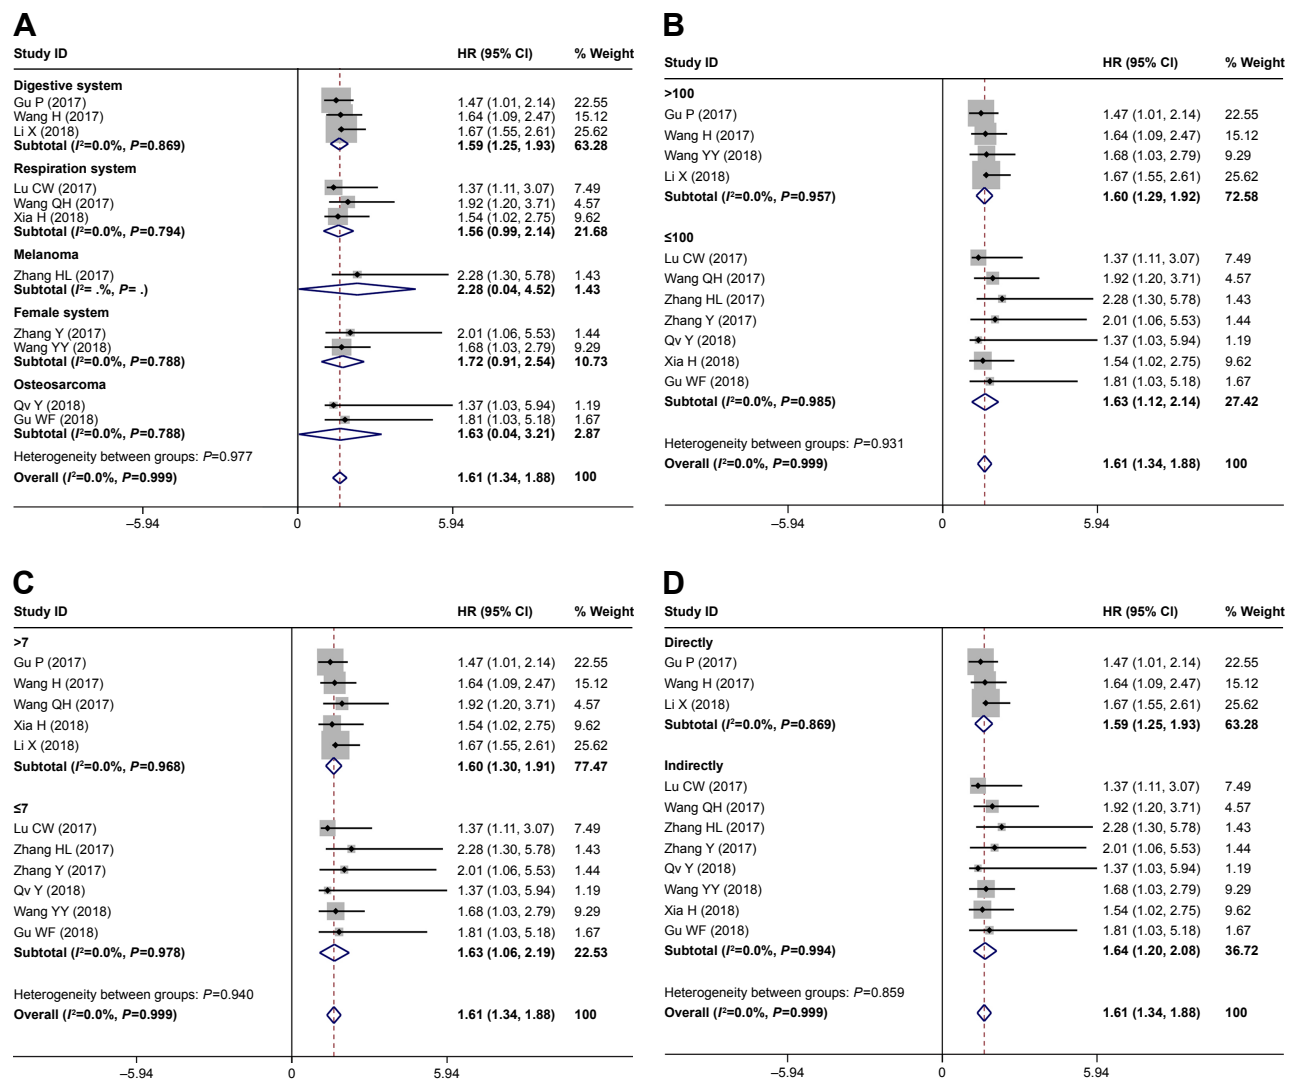 A
Study ID HR (95% CI) % Weight
Digestive system
Gu P (2017) 1.47 (1.01, 2.14) 22.55
Wang H (2017) 1.64 (1.09, 2.47) 15.12
Li X (2018) 1.67 (1.55, 2.61) 25.62
Subtotal (I²=0.0%, P=0.869) 1.59 (1.25, 1.93) 63.28
Respiration system
Lu CW (2017) 1.37 (1.11, 3.07) 7.49
Wang QH (2017) 1.92 (1.20, 3.71) 4.57
Xia H (2018) 1.54 (1.02, 2.75) 9.62
Subtotal (I²=0.0%, P=0.794) 1.56 (0.99, 2.14) 21.68
Melanoma
Zhang HL (2017) 2.28 (1.30, 5.78) 1.43
Subtotal (I²= .%, P= .) 2.28 (0.04, 4.52) 1.43
Female system
Zhang Y (2017) 2.01 (1.06, 5.53) 1.44
Wang YY (2018) 1.68 (1.03, 2.79) 9.29
Subtotal (I²=0.0%, P=0.788) 1.72 (0.91, 2.54) 10.73
Osteosarcoma
Qv Y (2018) 1.37 (1.03, 5.94) 1.19
Gu WF (2018) 1.81 (1.03, 5.18) 1.67
Subtotal (I²=0.0%, P=0.788) 1.63 (0.04, 3.21) 2.87
Heterogeneity between groups: P=0.977
Overall (I²=0.0%, P=0.999) 1.61 (1.34, 1.88) 100
–5.94 0 5.94
B
Study ID HR (95% CI) % Weight
>100
Gu P (2017) 1.47 (1.01, 2.14) 22.55
Wang H (2017) 1.64 (1.09, 2.47) 15.12
Wang YY (2018) 1.68 (1.03, 2.79) 9.29
Li X (2018) 1.67 (1.55, 2.61) 25.62
Subtotal (I²=0.0%, P=0.957) 1.60 (1.29, 1.92) 72.58
≤100
Lu CW (2017) 1.37 (1.11, 3.07) 7.49
Wang QH (2017) 1.92 (1.20, 3.71) 4.57
Zhang HL (2017) 2.28 (1.30, 5.78) 1.43
Zhang Y (2017) 2.01 (1.06, 5.53) 1.44
Qv Y (2018) 1.37 (1.03, 5.94) 1.19
Xia H (2018) 1.54 (1.02, 2.75) 9.62
Gu WF (2018) 1.81 (1.03, 5.18) 1.67
Subtotal (I²=0.0%, P=0.985) 1.63 (1.12, 2.14) 27.42
Heterogeneity between groups: P=0.931
Overall (I²=0.0%, P=0.999) 1.61 (1.34, 1.88) 100
–5.94 0 5.94
C
Study ID HR (95% CI) % Weight
>7
Gu P (2017) 1.47 (1.01, 2.14) 22.55
Wang H (2017) 1.64 (1.09, 2.47) 15.12
Wang QH (2017) 1.92 (1.20, 3.71) 4.57
Xia H (2018) 1.54 (1.02, 2.75) 9.62
Li X (2018) 1.67 (1.55, 2.61) 25.62
Subtotal (I²=0.0%, P=0.968) 1.60 (1.30, 1.91) 77.47
≤7
Lu CW (2017) 1.37 (1.11, 3.07) 7.49
Zhang HL (2017) 2.28 (1.30, 5.78) 1.43
Zhang Y (2017) 2.01 (1.06, 5.53) 1.44
Qv Y (2018) 1.37 (1.03, 5.94) 1.19
Wang YY (2018) 1.68 (1.03, 2.79) 9.29
Gu WF (2018) 1.81 (1.03, 5.18) 1.67
Subtotal (I²=0.0%, P=0.978) 1.63 (1.06, 2.19) 22.53
Heterogeneity between groups: P=0.940
Overall (I²=0.0%, P=0.999) 1.61 (1.34, 1.88) 100
–5.94 0 5.94
D
Study ID HR (95% CI) % Weight
Directly
Gu P (2017) 1.47 (1.01, 2.14) 22.55
Wang H (2017) 1.64 (1.09, 2.47) 15.12
Li X (2018) 1.67 (1.55, 2.61) 25.62
Subtotal (I²=0.0%, P=0.869) 1.59 (1.25, 1.93) 63.28
Indirectly
Lu CW (2017) 1.37 (1.11, 3.07) 7.49
Wang QH (2017) 1.92 (1.20, 3.71) 4.57
Zhang HL (2017) 2.28 (1.30, 5.78) 1.43
Zhang Y (2017) 2.01 (1.06, 5.53) 1.44
Qv Y (2018) 1.37 (1.03, 5.94) 1.19
Wang YY (2018) 1.68 (1.03, 2.79) 9.29
Xia H (2018) 1.54 (1.02, 2.75) 9.62
Gu WF (2018) 1.81 (1.03, 5.18) 1.67
Subtotal (I²=0.0%, P=0.994) 1.64 (1.20, 2.08) 36.72
Heterogeneity between groups: P=0.859
Overall (I²=0.0%, P=0.999) 1.61 (1.34, 1.88) 100
–5.94 0 5.94